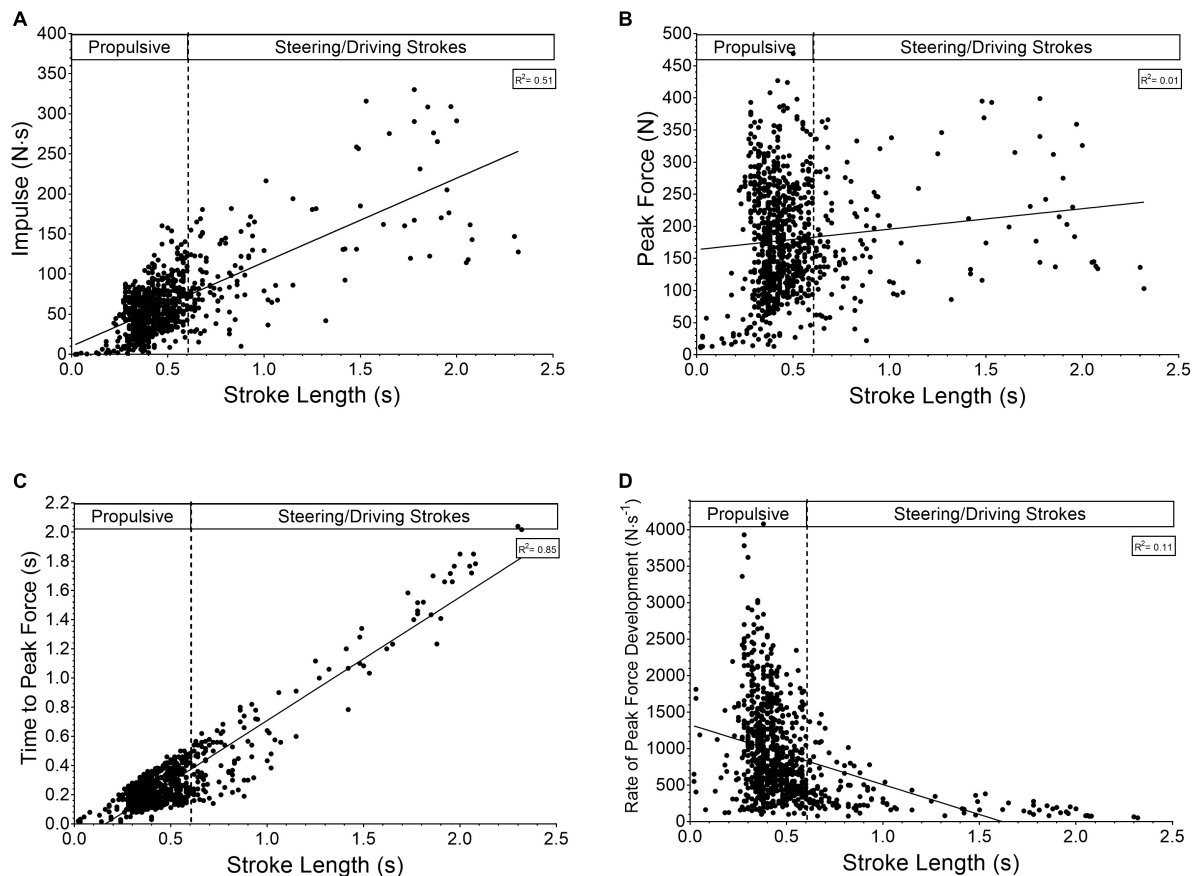 A
Impulse (N·s)
400
350
300
250
200
150
100
50
0
Propulsive
Steering/Driving Strokes
R²= 0.51
0.0 0.5 1.0 1.5 2.0 2.5
Stroke Length (s)
B
Peak Force (N)
500
450
400
350
300
250
200
150
100
50
0
Propulsive
Steering/Driving Strokes
R²= 0.01
0.0 0.5 1.0 1.5 2.0 2.5
Stroke Length (s)
C
Time to Peak Force (s)
2.2
2.0
1.8
1.6
1.4
1.2
1.0
0.8
0.6
0.4
0.2
0.0
Propulsive
Steering/Driving Strokes
R²= 0.85
0.0 0.5 1.0 1.5 2.0 2.5
Stroke Length (s)
D
Rate of Peak Force Development (N·s⁻¹)
4000
3500
3000
2500
2000
1500
1000
500
0
Propulsive
Steering/Driving Strokes
R²= 0.11
0.0 0.5 1.0 1.5 2.0 2.5
Stroke Length (s)